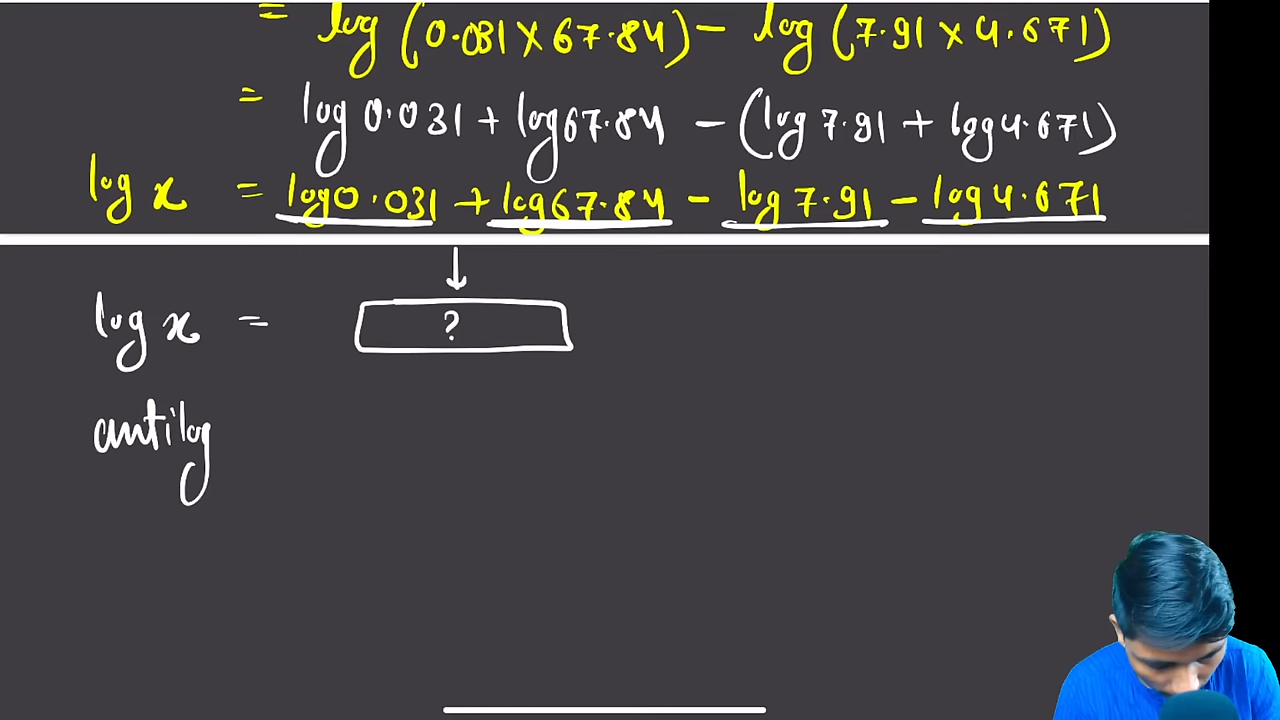 = log (0.031 × 67.84) - log (7.91 × 4.671)
= log 0.031 + log 67.84 - (log 7.91 + log 4.671)
log x = log 0.031 + log 67.84 - log 7.91 - log 4.671
log x = ?
antilog